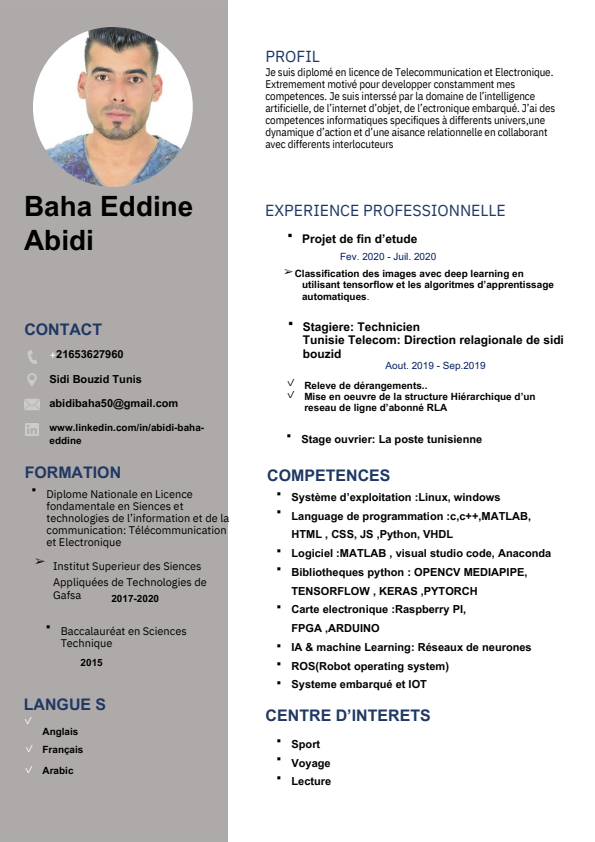 Baha Eddine
Abidi
CONTACT
+21653627960
Sidi Bouzid Tunis
abidibaha50@gmail.com
www.linkedin.com/in/abidi-baha-
eddine
FORMATION
Diplome Nationale en Licence
fondamentale en Siences et
technologies de l'information et de la
communication: Télécommunication
et Electronique
Institut Superieur des Siences
Appliquées de Technologies de
Gafsa 2017-2020
Baccalauréat en Sciences
Technique
2015
LANGUE S
Anglais
Français
Arabic
PROFIL
Je suis diplomé en licence de Telecommunication et Electronique.
Extremement motivé pour developper constamment mes
competences. Je suis interssé par la domaine de l'intelligence
artificielle, de l'internet d'objet, de l'ectronique embarqué. J'ai des
competences informatiques specifiques à differents univers,une
dynamique d'action et d'une aisance relationnelle en collaborant
avec differents interlocuteurs
EXPERIENCE PROFESSIONNELLE
Projet de fin d'etude
Fev. 2020 - Juil. 2020
Classification des images avec deep learning en
utilisant tensorflow et les algoritmes d'apprentissage
automatiques.
Stagiere: Technicien
Tunisie Telecom: Direction relagionale de sidi
bouzid
Aout. 2019 - Sep.2019
Releve de dérangements..
Mise en oeuvre de la structure Hiérarchique d'un
reseau de ligne d'abonné RLA
Stage ouvrier: La poste tunisienne
COMPETENCES
Système d'exploitation :Linux, windows
Language de programmation :c,c++,MATLAB,
HTML , CSS, JS ,Python, VHDL
Logiciel :MATLAB , visual studio code, Anaconda
Bibliotheques python : OPENCV MEDIAPIPE,
TENSORFLOW , KERAS ,PYTORCH
Carte electronique :Raspberry PI,
FPGA ,ARDUINO
IA & machine Learning: Réseaux de neurones
ROS(Robot operating system)
Systeme embarqué et IOT
CENTRE D'INTERETS
Sport
Voyage
Lecture